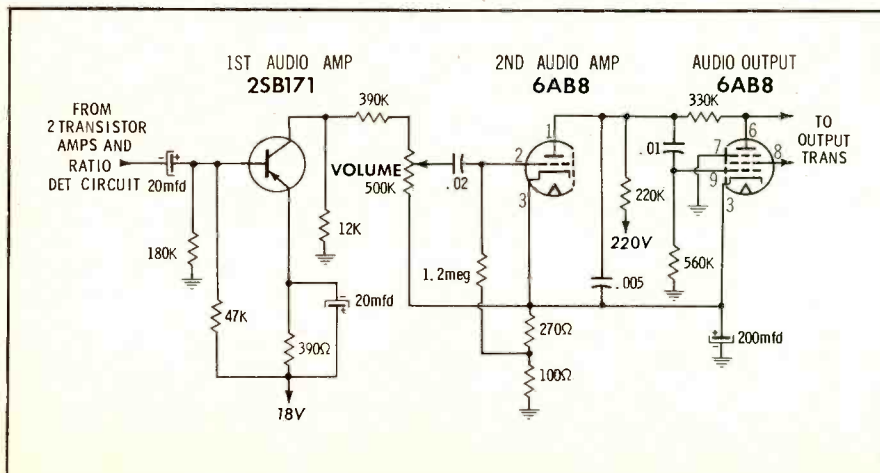 1ST AUDIO AMP
2SB171
2ND AUDIO AMP
6AB8
AUDIO OUTPUT
6AB8
FROM
2 TRANSISTOR
AMPS AND
RATIO
DET CIRCUIT
- +
20mfd
180K
47K
390K
12K
390Ω
-
+
20mfd
18V
VOLUME
500K
.02
1.2meg
1
2
3
270Ω
100Ω
220K
220V
.005
.01
560K
330K
6
7
8
9
3
TO
OUTPUT
TRANS
+
-
200mfd